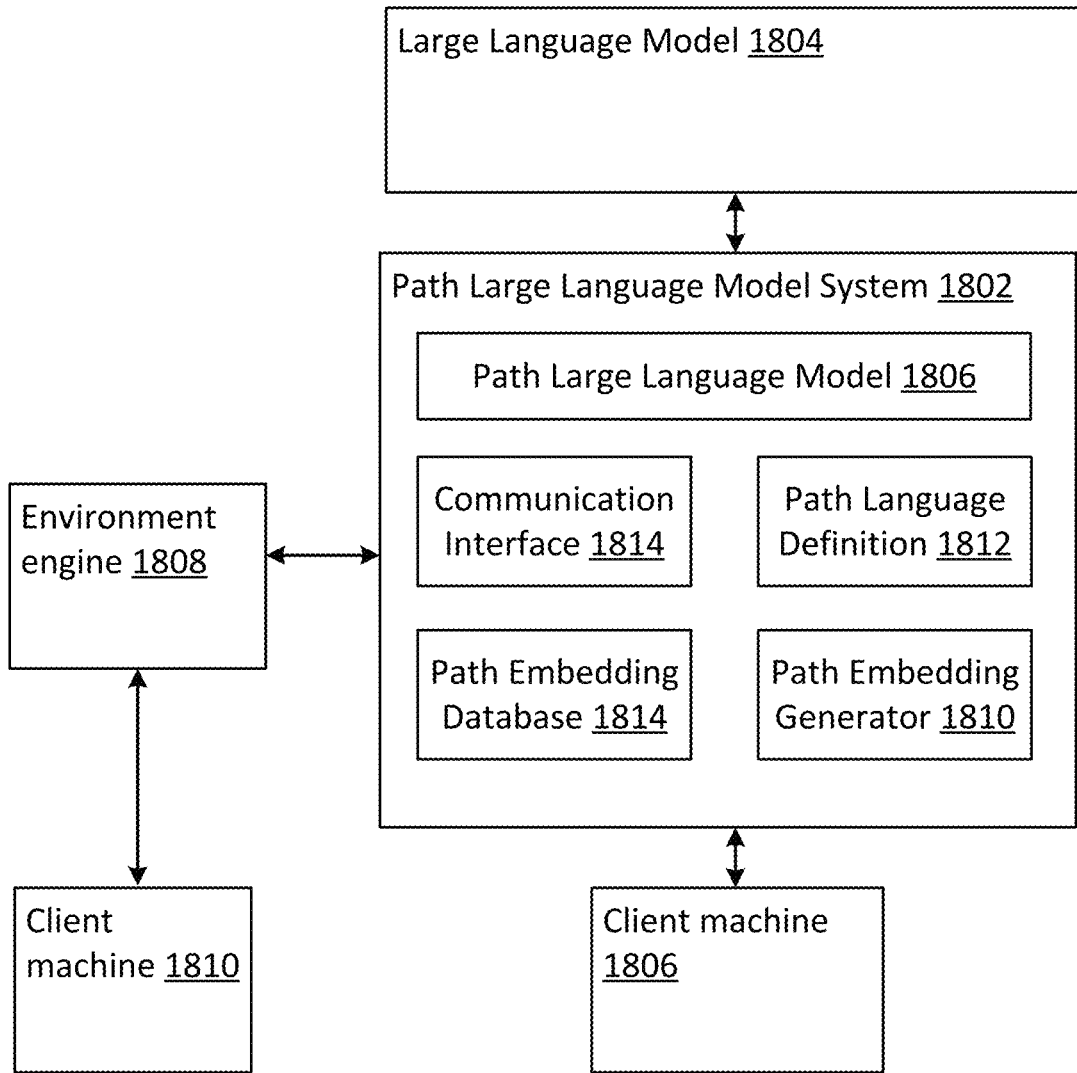 Large Language Model 1804
Path Large Language Model System 1802
Path Large Language Model 1806
Communication
Interface 1814
Path Language
Definition 1812
Environment
engine 1808
Path Embedding
Database 1814
Path Embedding
Generator 1810
Client
machine 1810
Client machine
1806